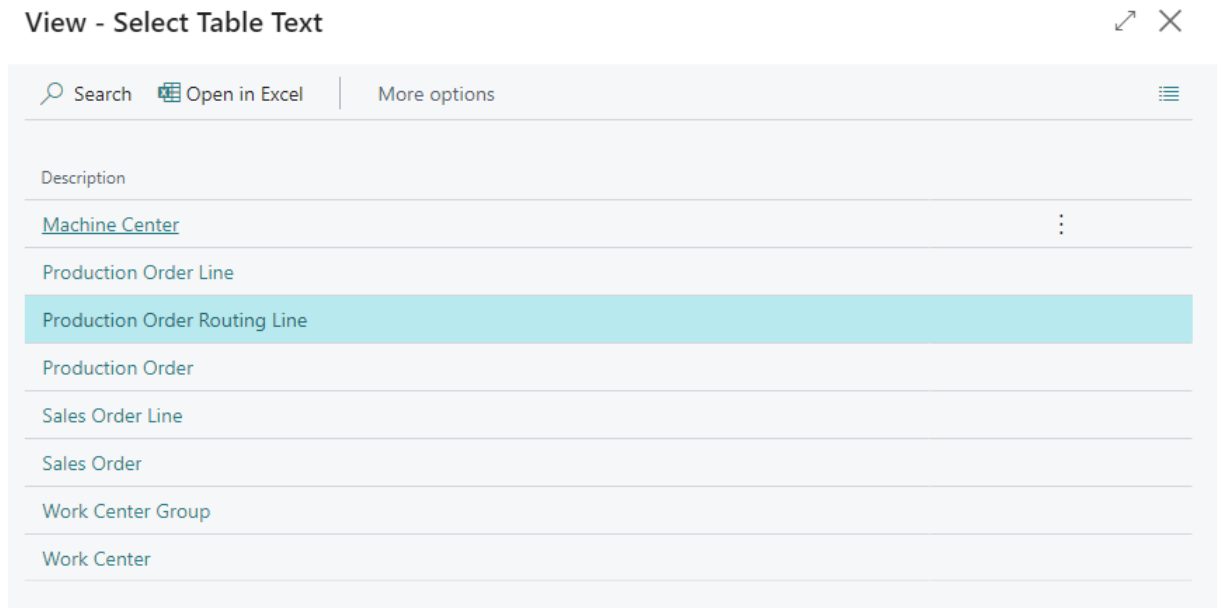 View - Select Table Text
Search Open in Excel More options
Description
Machine Center
Production Order Line
Production Order Routing Line
Production Order
Sales Order Line
Sales Order
Work Center Group
Work Center